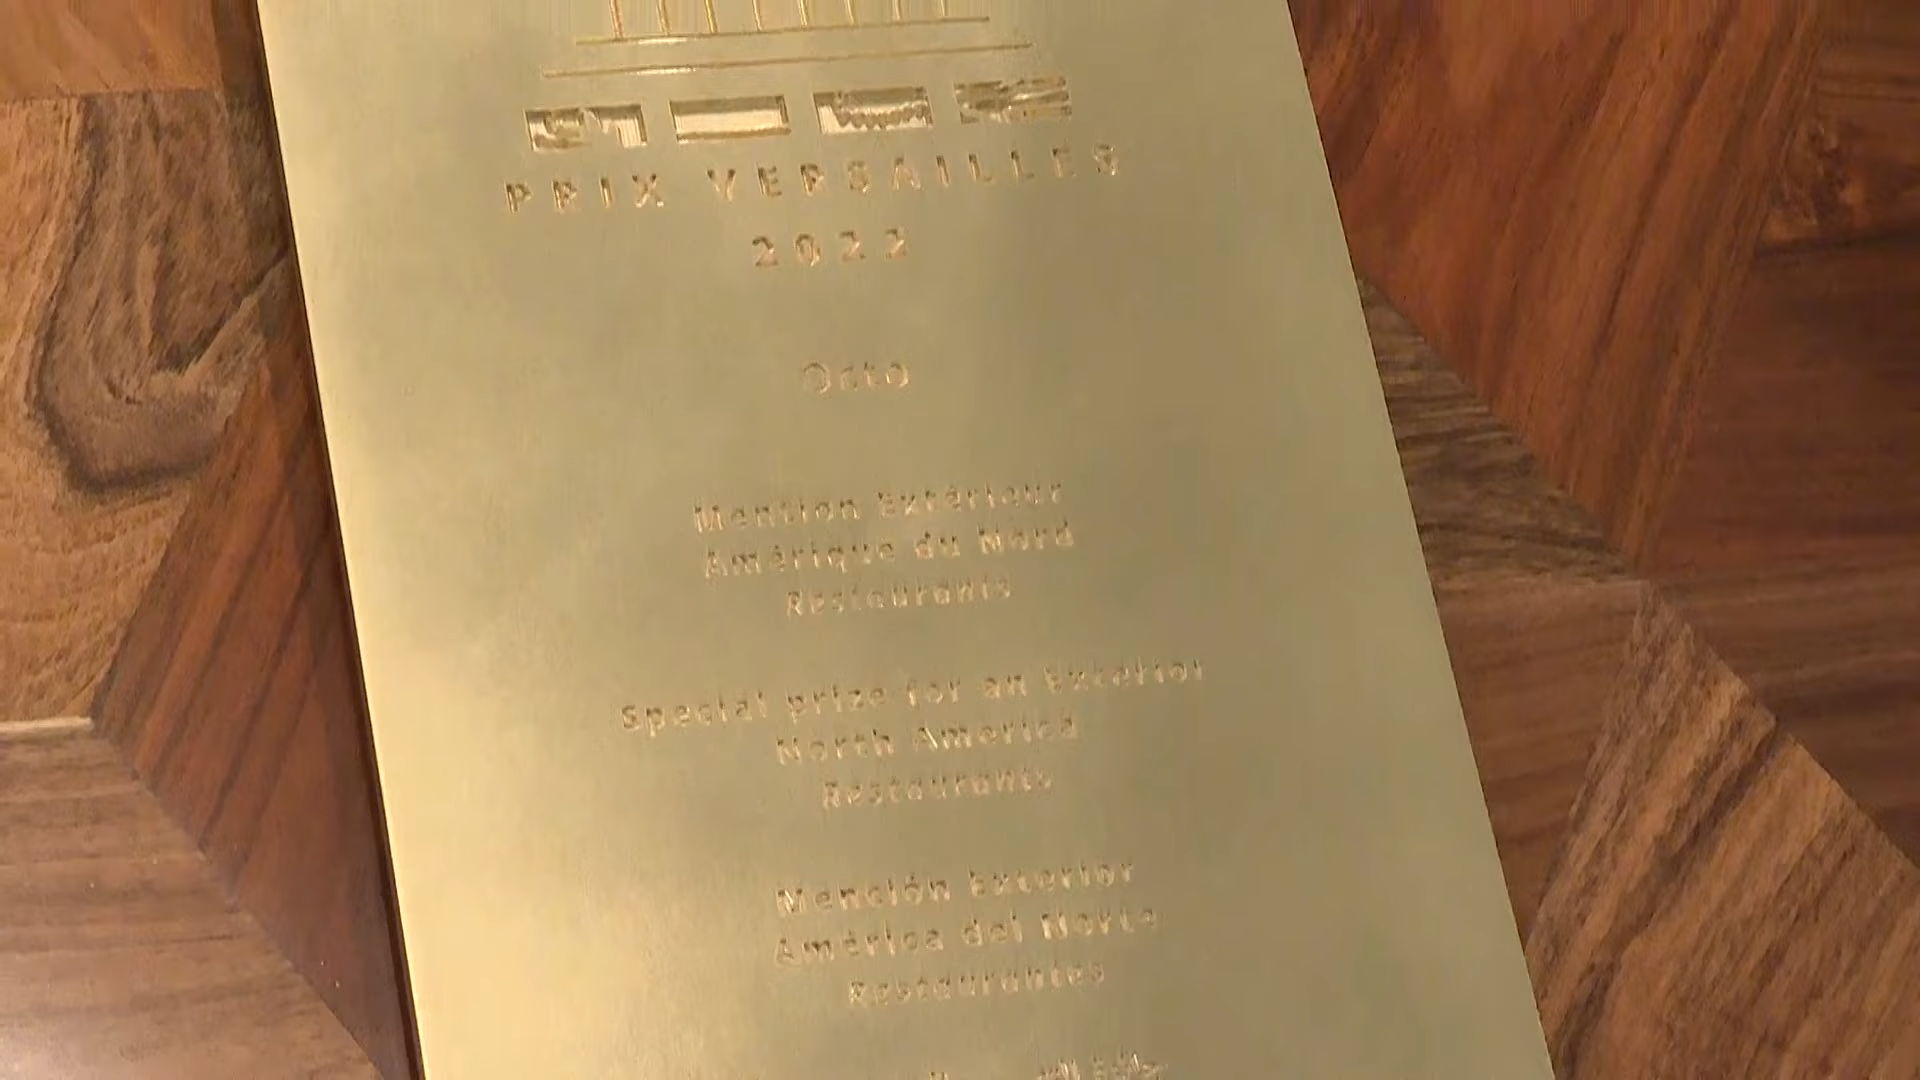 PRIX VERSAILLES
2022
Octo
Mention Extérieur
Amérique du Nord
Restaurants
Special prize for an Exterior
North America
Restaurants
Mención Exterior
América del Norte
Restaurantes